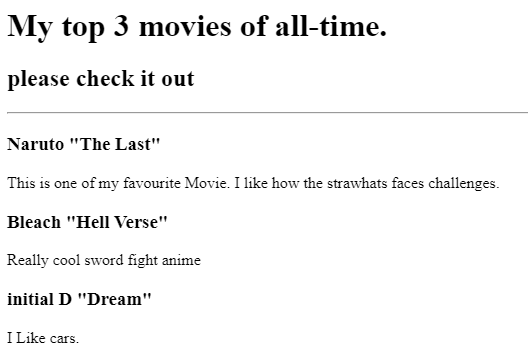 My top 3 movies of all-time.
please check it out
Naruto "The Last"
This is one of my favourite Movie. I like how the strawhats faces challenges.
Bleach "Hell Verse"
Really cool sword fight anime
initial D "Dream"
I Like cars.